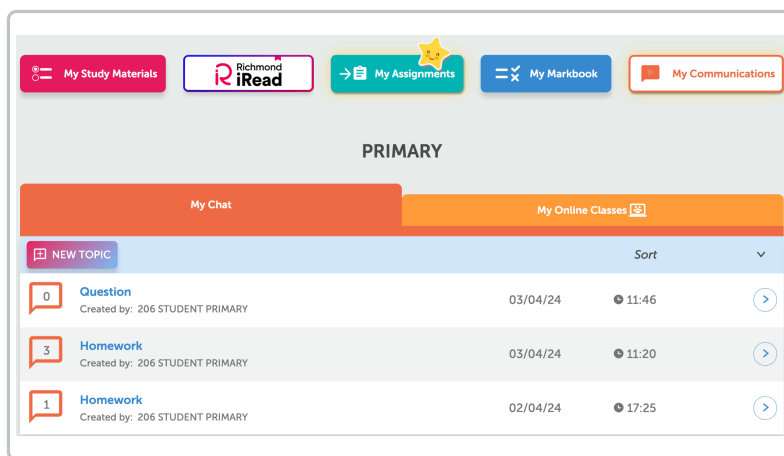 My Study Materials
Richmond
iRead
My Assignments
My Markbook
My Communications
PRIMARY
My Chat
My Online Classes
NEW TOPIC
Sort
0
Question
03/04/24
11:46
Created by: 206 STUDENT PRIMARY
3
Homework
03/04/24
11:20
Created by: 206 STUDENT PRIMARY
1
Homework
02/04/24
17:25
Created by: 206 STUDENT PRIMARY